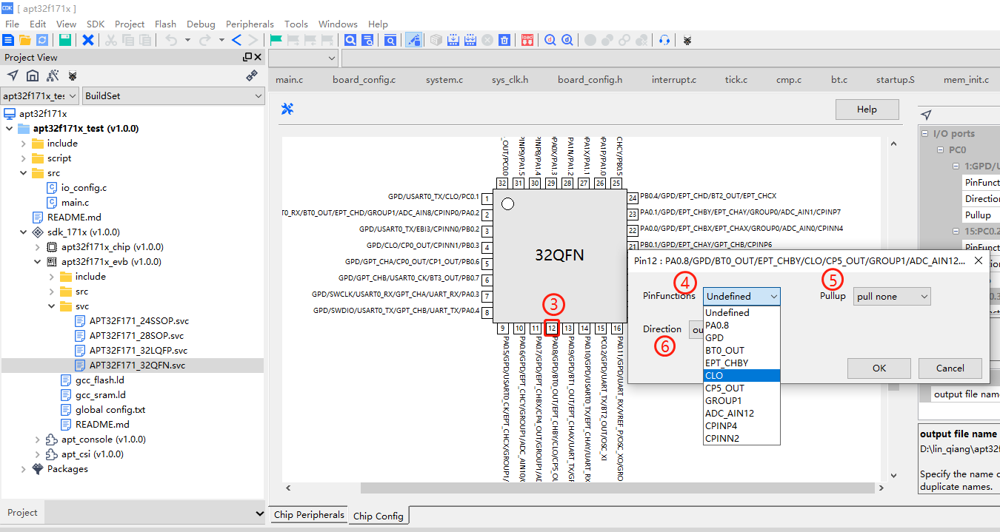 [ apt32f171x ]
File Edit View SDK Project Flash Debug Peripherals Tools Windows Help
Project View
apt32f171x_te
BuildSet
apt32f171x
apt32f171x_test (v1.0.0)
include
script
src
io_config.c
main.c
README.md
sdk_171x (v1.0.0)
apt32f171x_chip (v1.0.0)
apt32f171x_evb (v1.0.0)
include
src
svc
APT32F171_24SSOP.svc
APT32F171_28SOP.svc
APT32F171_32LQFP.svc
APT32F171_32QFN.svc
gcc_flash.ld
gcc_sram.ld
global config.txt
README.md
apt_console (v1.0.0)
apt_csi (v1.0.0)
Packages
Project
main.c board_config.c system.c sys_clk.h board_config.h interrupt.c tick.c cmp.c bt.c startup.S mem_init.c
Help
_OUT/PC0.0
PINP9/PA1.5
PINP8/PA1.4
PA0X/PA1.3
PA1N/PA1.2
PA1X/PA1.1
PA1P/PA1.0
CHCY/PB0.5
32 31 30 29 28 27 26 25
GPD/USART0_TX/CLO/PC0.1 1
T0_RX/BT0_OUT/EPT_CHD/GROUP1/ADC_AIN8/CPINP0/PA0.2 2
GPD/USART0_TX/EBI3/CPINN0/PB0.2 3
GPD/CLO/CP0_OUT/CPINN1/PB0.3 4
GPD/GPT_CHA/CP0_OUT/CP1_OUT/PB0.6 5
GPD/GPT_CHB/USART0_CK/BT3_OUT/PB0.7 6
GPD/SWCLK/USART0_RX/GPT_CHA/UART_RX/PA0.3 7
GPD/SWDIO/USART0_TX/GPT_CHB/UART_TX/PA0.4 8
32QFN
24 PB0.4/GPD/EPT_CHD/BT2_OUT/EPT_CHCX
23 PA0.1/GPD/EPT_CHBY/EPT_CHAY/GROUP0/ADC_AIN1/CPINP7
22 PA0.0/GPD/EPT_CHBX/EPT_CHAX/GROUP0/ADC_AIN0/CPINN4
21 PB0.1/GPD/EPT_CHAY/GPT_CHB/CPINP6
③
9 10 11 12 13 14 15 16
PA0.5/GPD/USART0_CK/EPT_CHCX/GROUP1/
PA0.6/GPD/EPT_CHCY/GROUP1/ADC_AIN10/
PA0.7/GPD/EPT_CHBX/CP4_OUT/GROUP1/A
PA0.8/GPD/BT0_OUT/EPT_CHBY/CLO/CP5_OU
PA0.9/GPD/BT0_OUT/EPT_CHAX/UART_TX/G
PA0.10/GPD/USART0_TX/EPT_CHAY/UART_RX
PC0.2/GPD/UART_TX/BT2_OUT/OSC_XI
PA0.11/GPD/UART_RX/VREF_P/OSC_XO/GRO
Pin12 : PA0.8/GPD/BT0_OUT/EPT_CHBY/CLO/CP5_OUT/GROUP1/ADC_AIN12...
④
⑤
PinFunctions Undefined
Pullup pull none
Undefined
PA0.8
GPD
BT0_OUT
EPT_CHBY
CLO
CP5_OUT
GROUP1
ADC_AIN12
CPINP4
CPINN2
Direction ou
⑥
OK
Cancel
I/O ports
PC0
1:GPD/U
PinFunct
Direction
Pullup
15:PC0.2
PinFunct
output file name
output file name
D:\lin_qiang\apt32f
Specify the name o
duplicate names.
Chip Peripherals
Chip Config